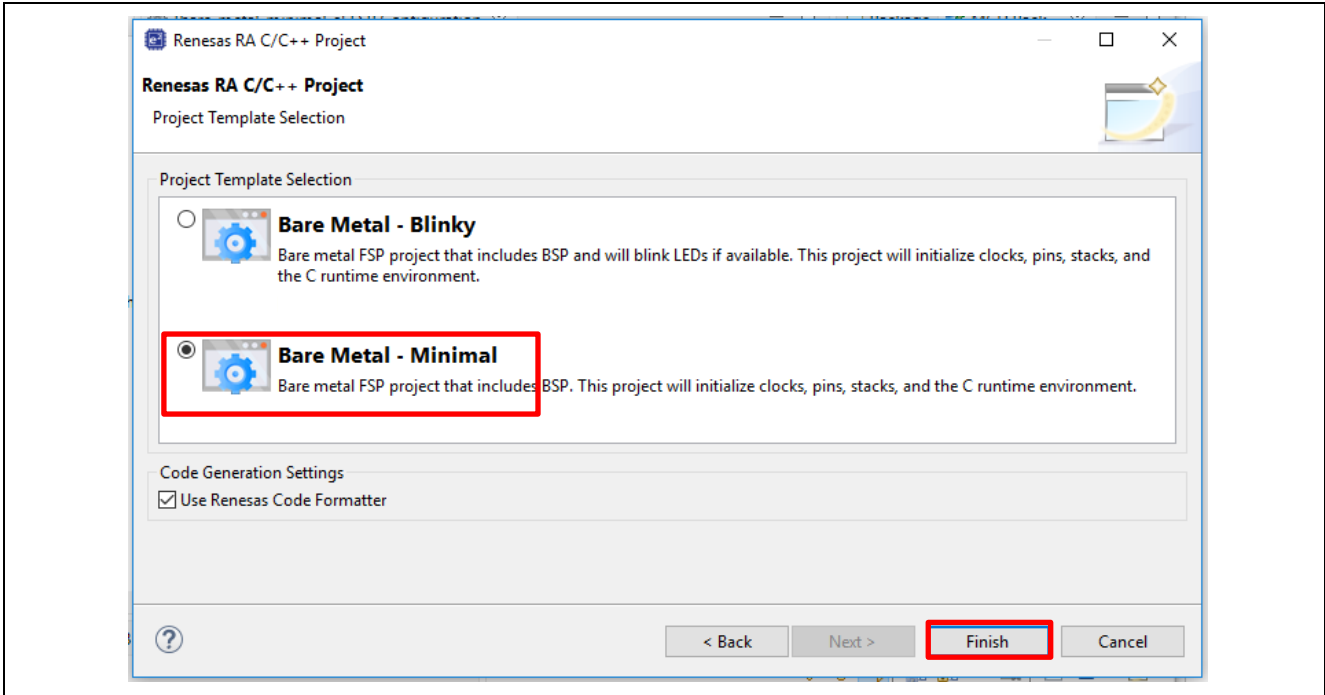 Renesas RA C/C++ Project
Renesas RA C/C++ Project
Project Template Selection
Project Template Selection
Bare Metal - Blinky
Bare metal FSP project that includes BSP and will blink LEDs if available. This project will initialize clocks, pins, stacks, and
the C runtime environment.
Bare Metal - Minimal
Bare metal FSP project that includes BSP. This project will initialize clocks, pins, stacks, and the C runtime environment.
Code Generation Settings
Use Renesas Code Formatter
?
< Back
Next >
Finish
Cancel